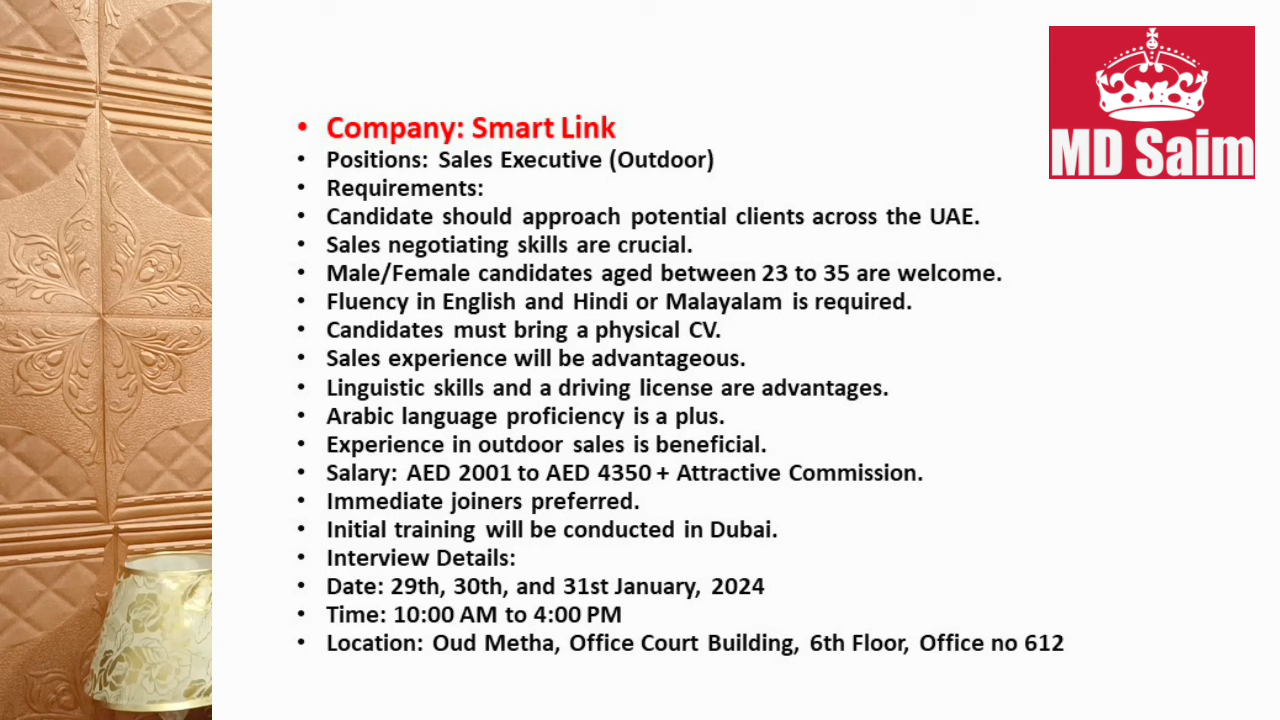 MD Saim
• Company: Smart Link
• Positions: Sales Executive (Outdoor)
• Requirements:
• Candidate should approach potential clients across the UAE.
• Sales negotiating skills are crucial.
• Male/Female candidates aged between 23 to 35 are welcome.
• Fluency in English and Hindi or Malayalam is required.
• Candidates must bring a physical CV.
• Sales experience will be advantageous.
• Linguistic skills and a driving license are advantages.
• Arabic language proficiency is a plus.
• Experience in outdoor sales is beneficial.
• Salary: AED 2001 to AED 4350 + Attractive Commission.
• Immediate joiners preferred.
• Initial training will be conducted in Dubai.
• Interview Details:
• Date: 29th, 30th, and 31st January, 2024
• Time: 10:00 AM to 4:00 PM
• Location: Oud Metha, Office Court Building, 6th Floor, Office no 612